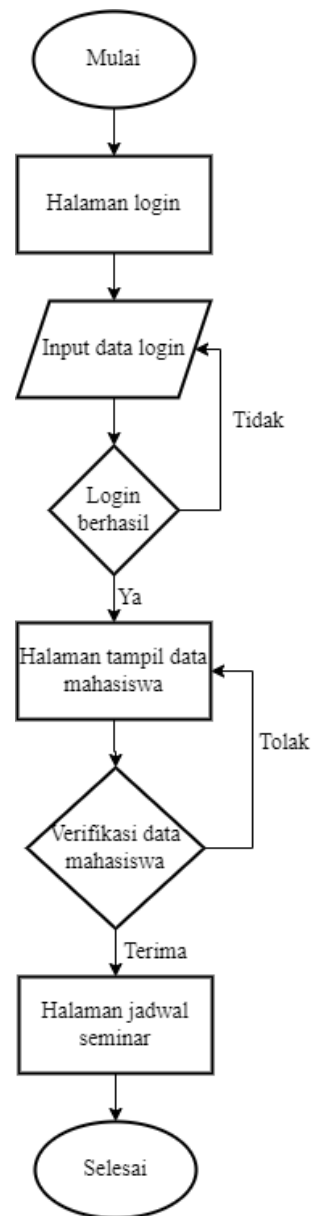 Mulai
Halaman login
Input data login
Tidak
Login
berhasil
Ya
Halaman tampil data
mahasiswa
Tolak
Verifikasi data
mahasiswa
Terima
Halaman jadwal
seminar
Selesai